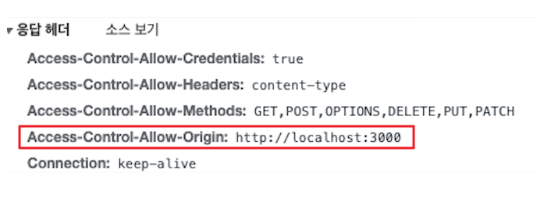 ▾ 응답 헤더 소스 보기
Access-Control-Allow-Credentials: true
Access-Control-Allow-Headers: content-type
Access-Control-Allow-Methods: GET,POST,OPTIONS,DELETE,PUT,PATCH
Access-Control-Allow-Origin: http://localhost:3000
Connection: keep-alive